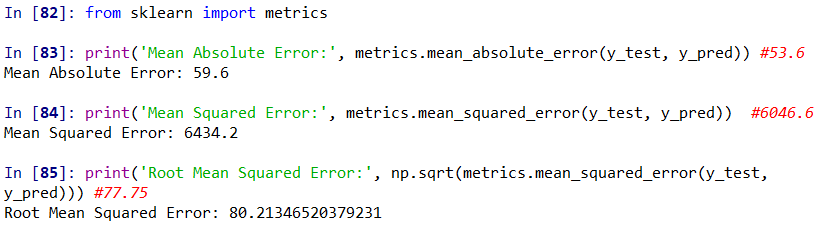 In [82]: from sklearn import metrics
In [83]: print('Mean Absolute Error:', metrics.mean_absolute_error(y_test, y_pred)) #53.6
Mean Absolute Error: 59.6
In [84]: print('Mean Squared Error:', metrics.mean_squared_error(y_test, y_pred))  #6046.6
Mean Squared Error: 6434.2
In [85]: print('Root Mean Squared Error:', np.sqrt(metrics.mean_squared_error(y_test,
y_pred))) #77.75
Root Mean Squared Error: 80.21346520379231